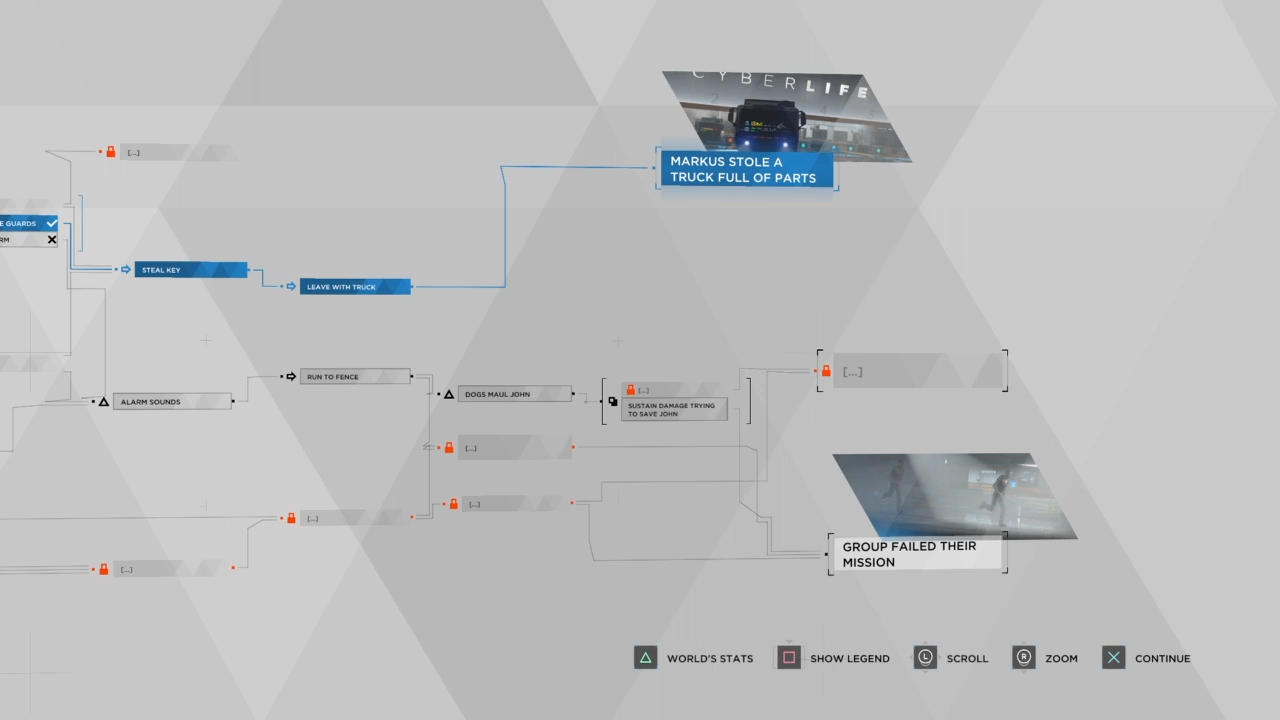 CYBERLIFE
MARKUS STOLE A
TRUCK FULL OF PARTS
[...]
E GUARDS
RM
STEAL KEY
LEAVE WITH TRUCK
[...]
RUN TO FENCE
DOGS MAUL JOHN
[...]
ALARM SOUNDS
SUSTAIN DAMAGE TRYING
TO SAVE JOHN
[...]
[...]
[...]
[...]
GROUP FAILED THEIR
MISSION
WORLD'S STATS
SHOW LEGEND
L
SCROLL
R
ZOOM
CONTINUE